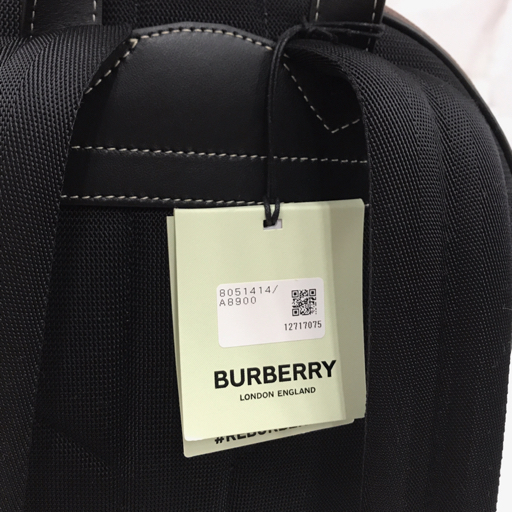 8051414/
A8900
12717075
BURBERRY
LONDON ENGLAND